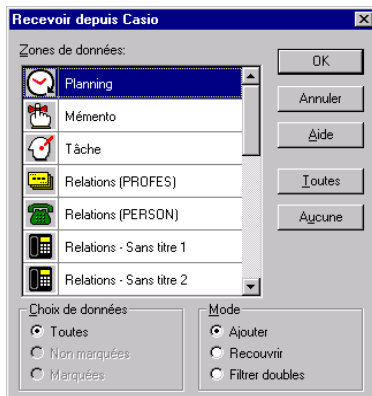 Recevoir depuis Casio
Zones de données:
Planning
Mémento
Tâche
Relations (PROFES)
Relations (PERSON)
Relations - Sans titre 1
Relations - Sans titre 2
OK
Annuler
Aide
Toutes
Aucune
Choix de données
Toutes
Non marquées
Marquées
Mode
Ajouter
Recouvrir
Filtrer doubles